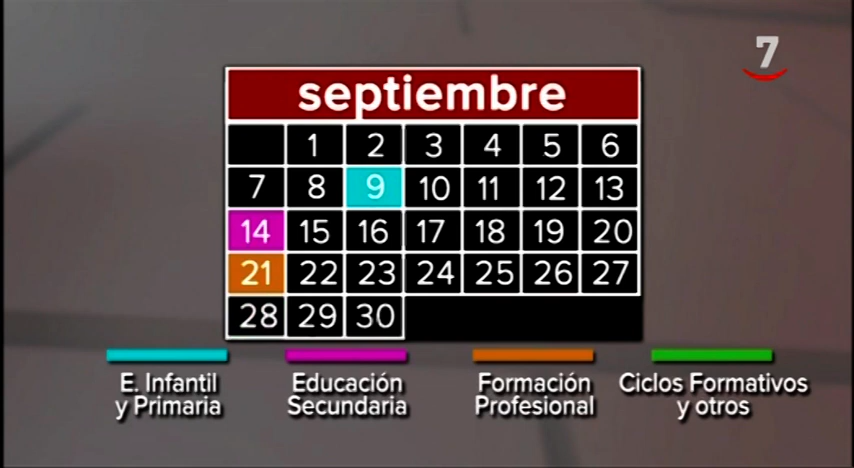 7
septiembre
1 2 3 4 5 6
7 8 9 10 11 12 13
14 15 16 17 18 19 20
21 22 23 24 25 26 27
28 29 30
E. Infantil
y Primaria
Educación
Secundaria
Formación
Profesional
Ciclos Formativos
y otros